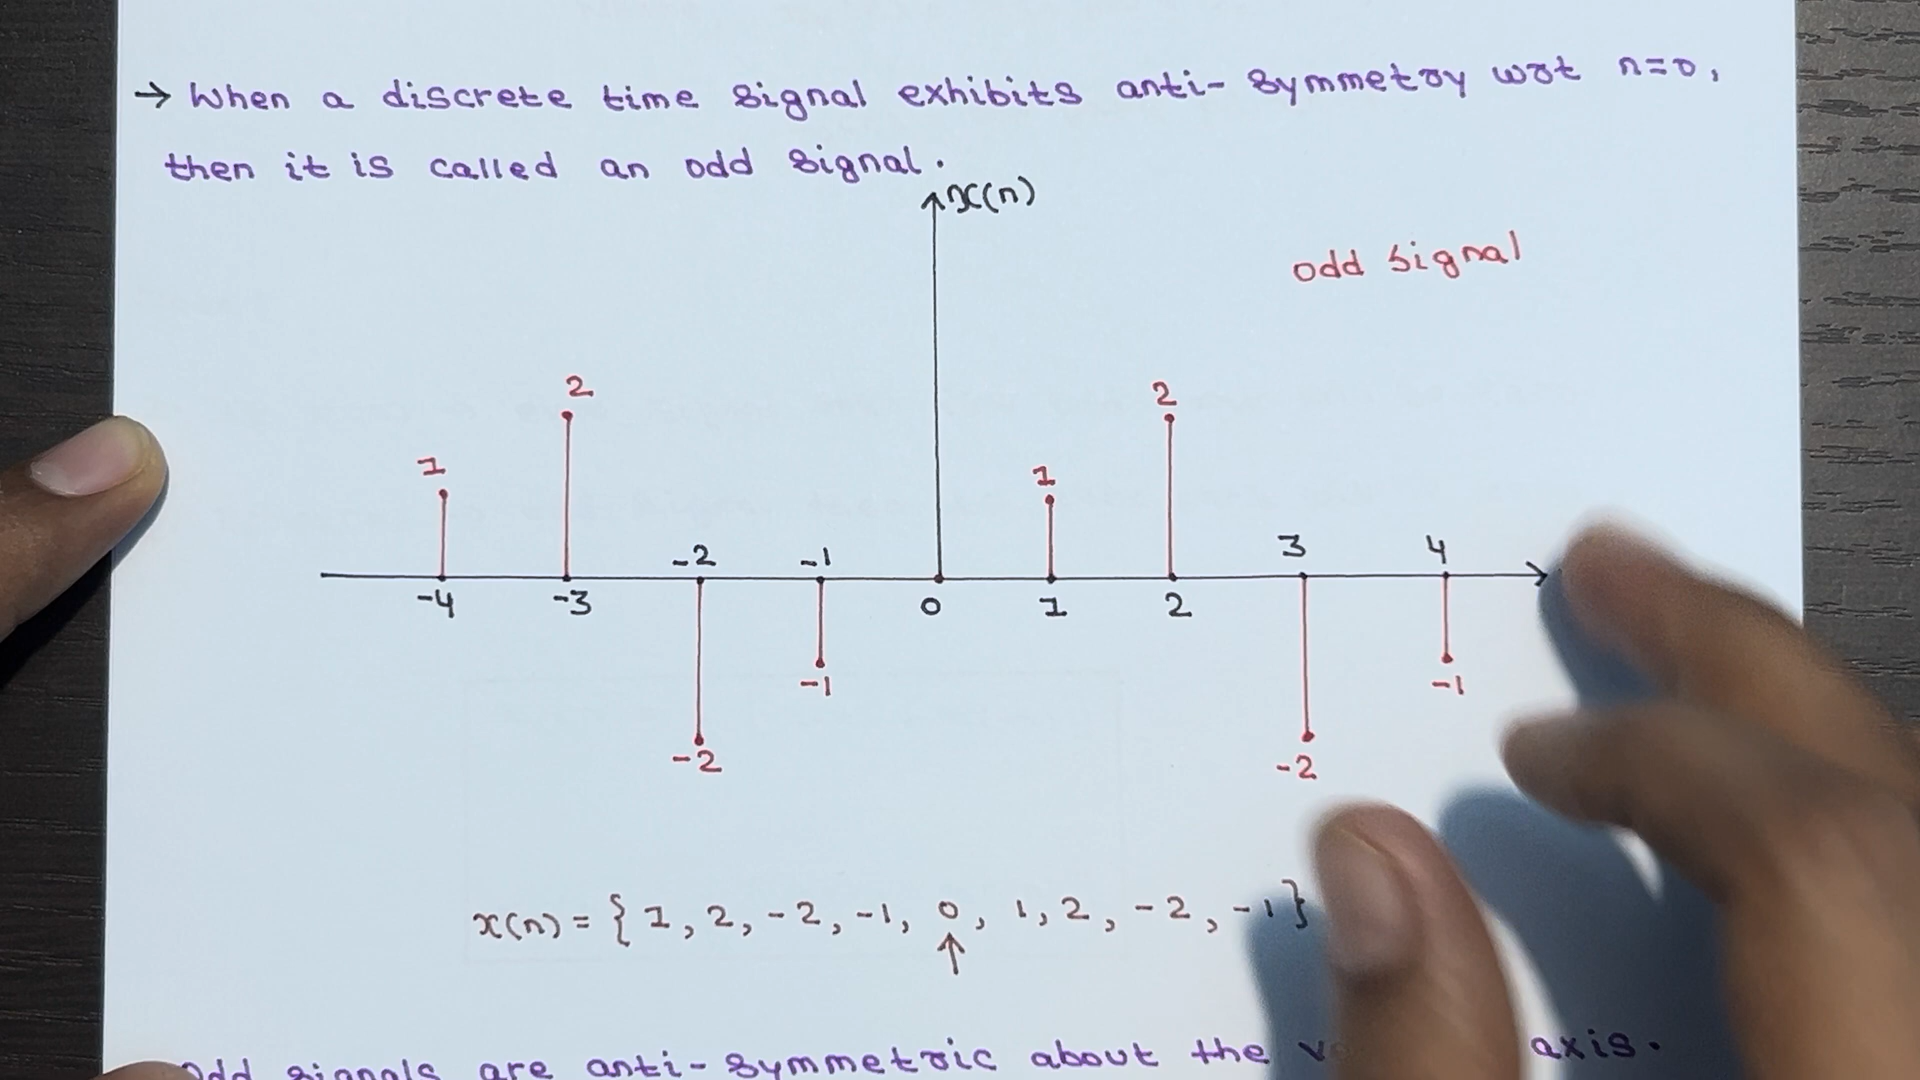 → When a discrete time signal exhibits anti-symmetry wrt n=0,
then it is called an odd signal.
x(n)
odd signal
2 2
1 1
-2 -1 3 4
-4 -3 0 1 2
-1 -1
-2 -2
x(n) = { 1, 2, -2, -1, 0, 1, 2, -2, -1}
↑
Odd signals are anti-symmetric about the axis.